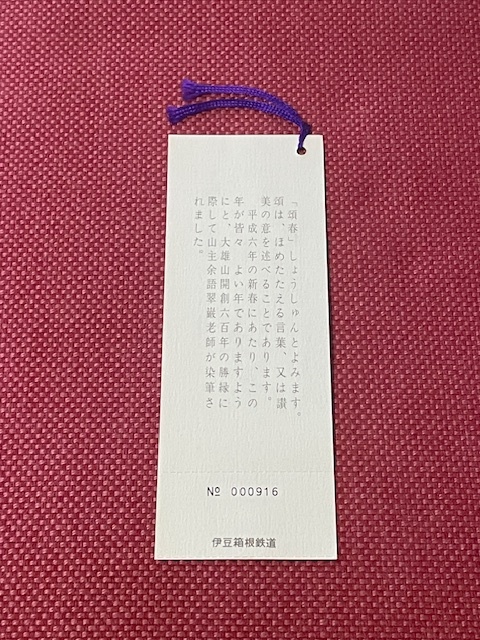 「頌春」しょうしゅんとよみます。
頌は、ほめたたえる言葉、又は讃
美の意を述べることであります。
平成六年の新春にあたり、この
年が皆々よい年でありますよう
にと、大雄山開創六百年の勝縁に
際して山主余語翠巖老師が染筆さ
れました。
№ 000916
伊豆箱根鉄道